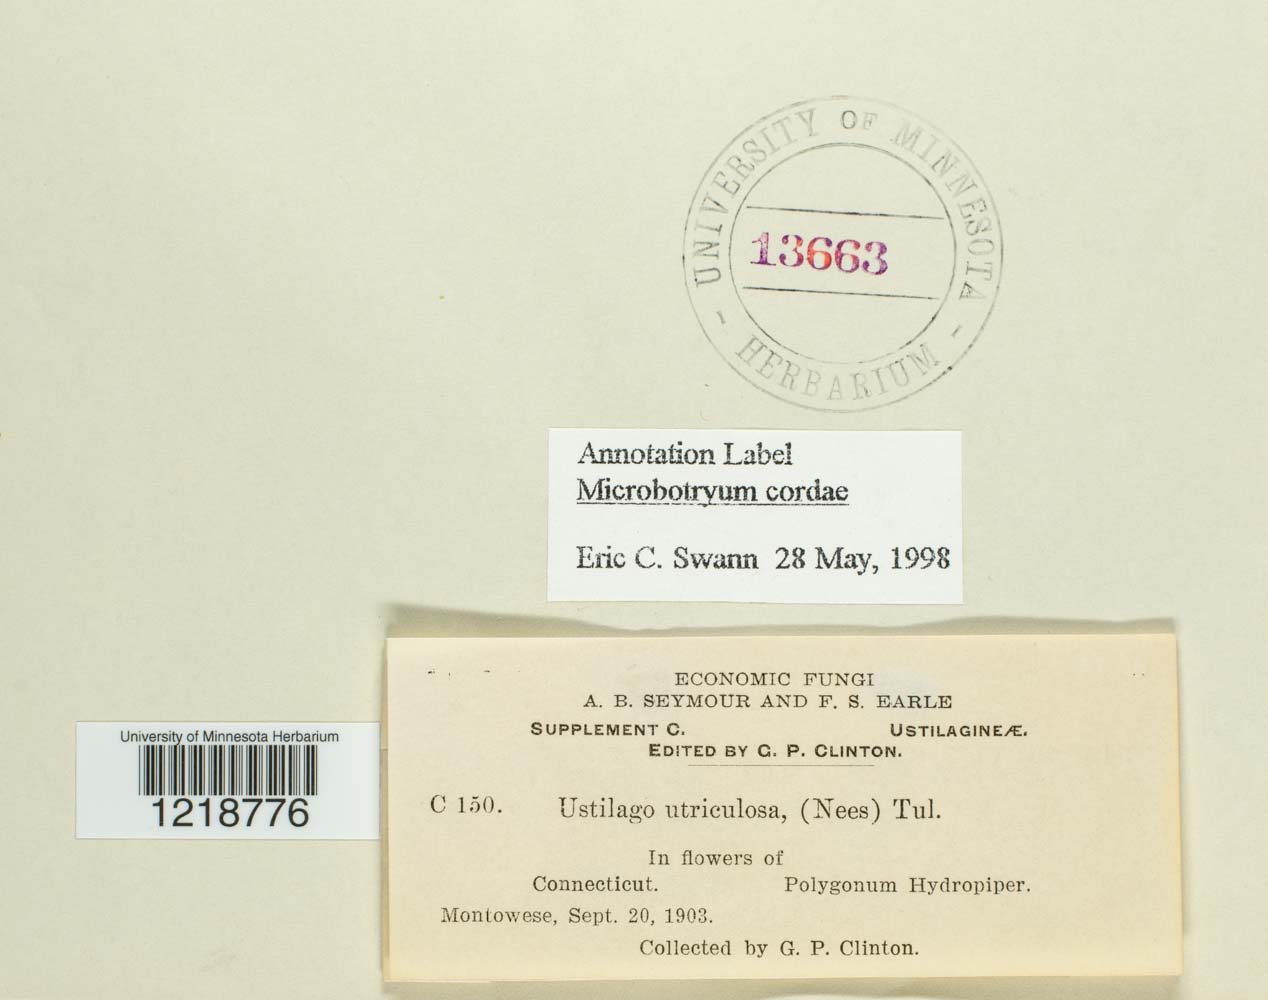 UNIVERSITY OF MINNESOTA
13663
- HERBARIUM -
Annotation Label
Microbotryum cordae
Eric C. Swann 28 May, 1998
ECONOMIC FUNGI
A. B. SEYMOUR AND F. S. EARLE
SUPPLEMENT C. USTILAGINEÆ.
EDITED BY G. P. CLINTON.
C 150. Ustilago utriculosa, (Nees) Tul.
In flowers of
Connecticut. Polygonum Hydropiper.
Montowese, Sept. 20, 1903.
Collected by G. P. Clinton.
University of Minnesota Herbarium
1218776